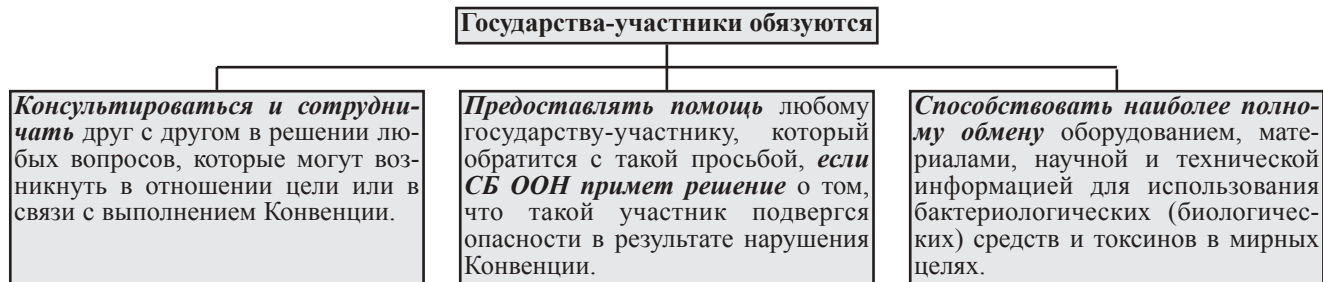 Государства-участники обязуются
Консультироваться и сотрудни-
чать друг с другом в решении лю-
бых вопросов, которые могут воз-
никнуть в отношении цели или в
связи с выполнением Конвенции.
Предоставлять помощь любому
государству-участнику, который
обратится с такой просьбой, если
СБ ООН примет решение о том,
что такой участник подвергся
опасности в результате нарушения
Конвенции.
Способствовать наиболее полно-
му обмену оборудованием, мате-
риалами, научной и технической
информацией для использования
бактериологических (биологичес-
ких) средств и токсинов в мирных
целях.